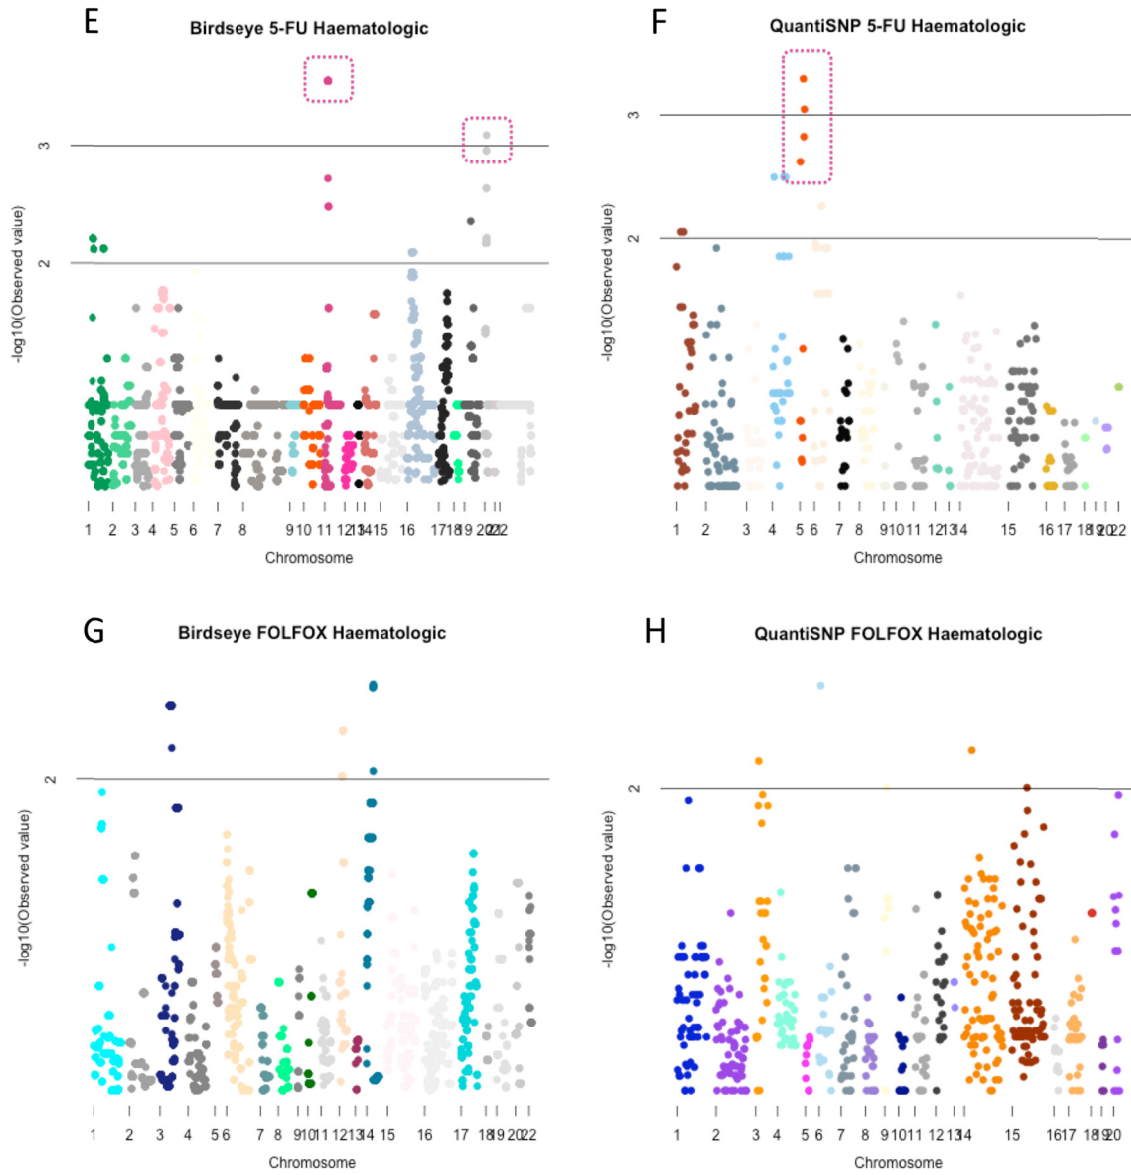 E
Birdseye 5-FU Haematologic
3
2
-log10(Observed value)
1 2 3 4 5 6 7 8 9 10 11 12 13 14 15 16 17 18 19 20 21 22
Chromosome
F
QuantiSNP 5-FU Haematologic
3
2
-log10(Observed value)
1 2 3 4 5 6 7 8 9 10 11 12 13 14 15 16 17 18 19 20 22
Chromosome
G
Birdseye FOLFOX Haematologic
2
-log10(Observed value)
1 2 3 4 5 6 7 8 9 10 11 12 13 14 15 16 17 18 19 20 22
Chromosome
H
QuantiSNP FOLFOX Haematologic
2
-log10(Observed value)
1 2 3 4 5 6 7 8 9 10 11 12 13 14 15 16 17 18 19 20
Chromosome